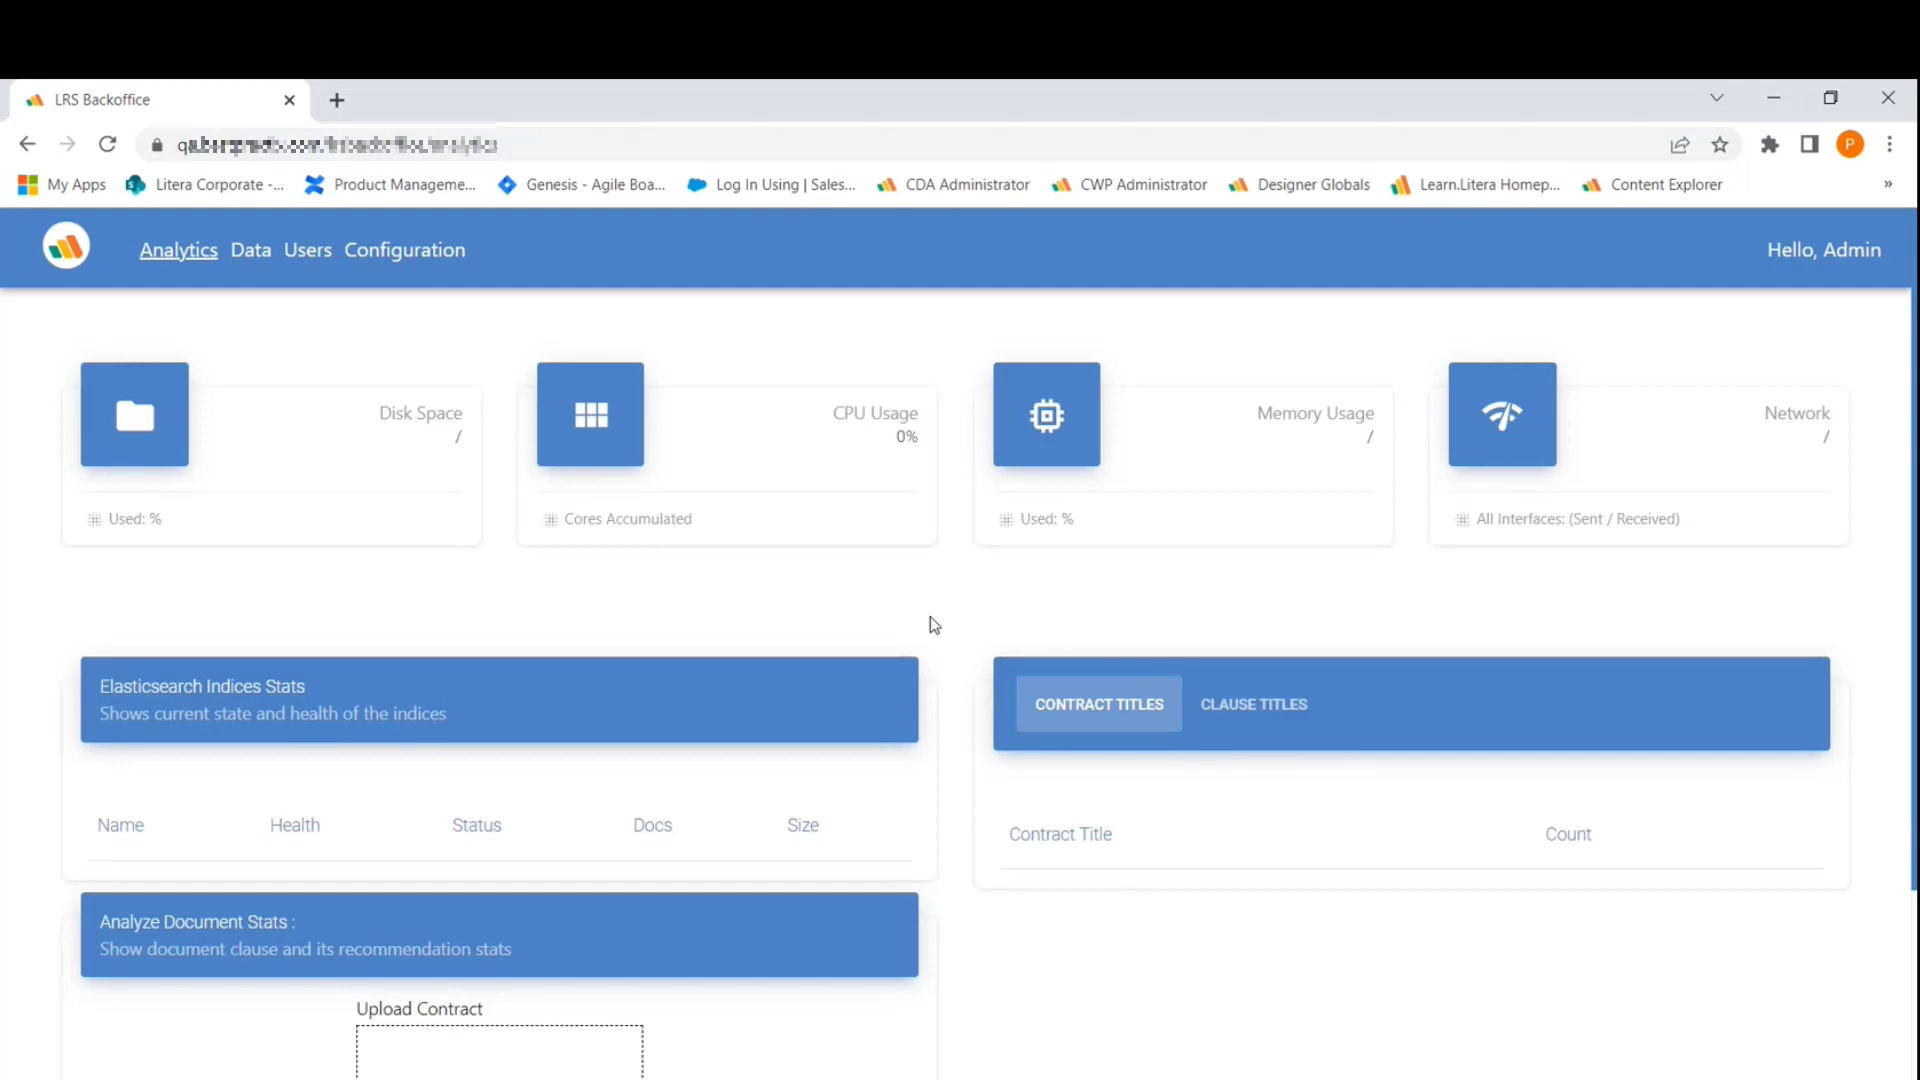 LRS Backoffice
My Apps Litera Corporate -... Product Manageme... Genesis - Agile Boa... Log In Using | Sales... CDA Administrator CWP Administrator Designer Globals Learn.Litera Homep... Content Explorer »
P
Analytics Data Users Configuration Hello, Admin
Disk Space
/
Used: %
CPU Usage
0%
Cores Accumulated
Memory Usage
/
Used: %
Network
/
All Interfaces: (Sent / Received)
Elasticsearch Indices Stats
Shows current state and health of the indices
Name Health Status Docs Size
CONTRACT TITLES CLAUSE TITLES
Contract Title Count
Analyze Document Stats :
Show document clause and its recommendation stats
Upload Contract